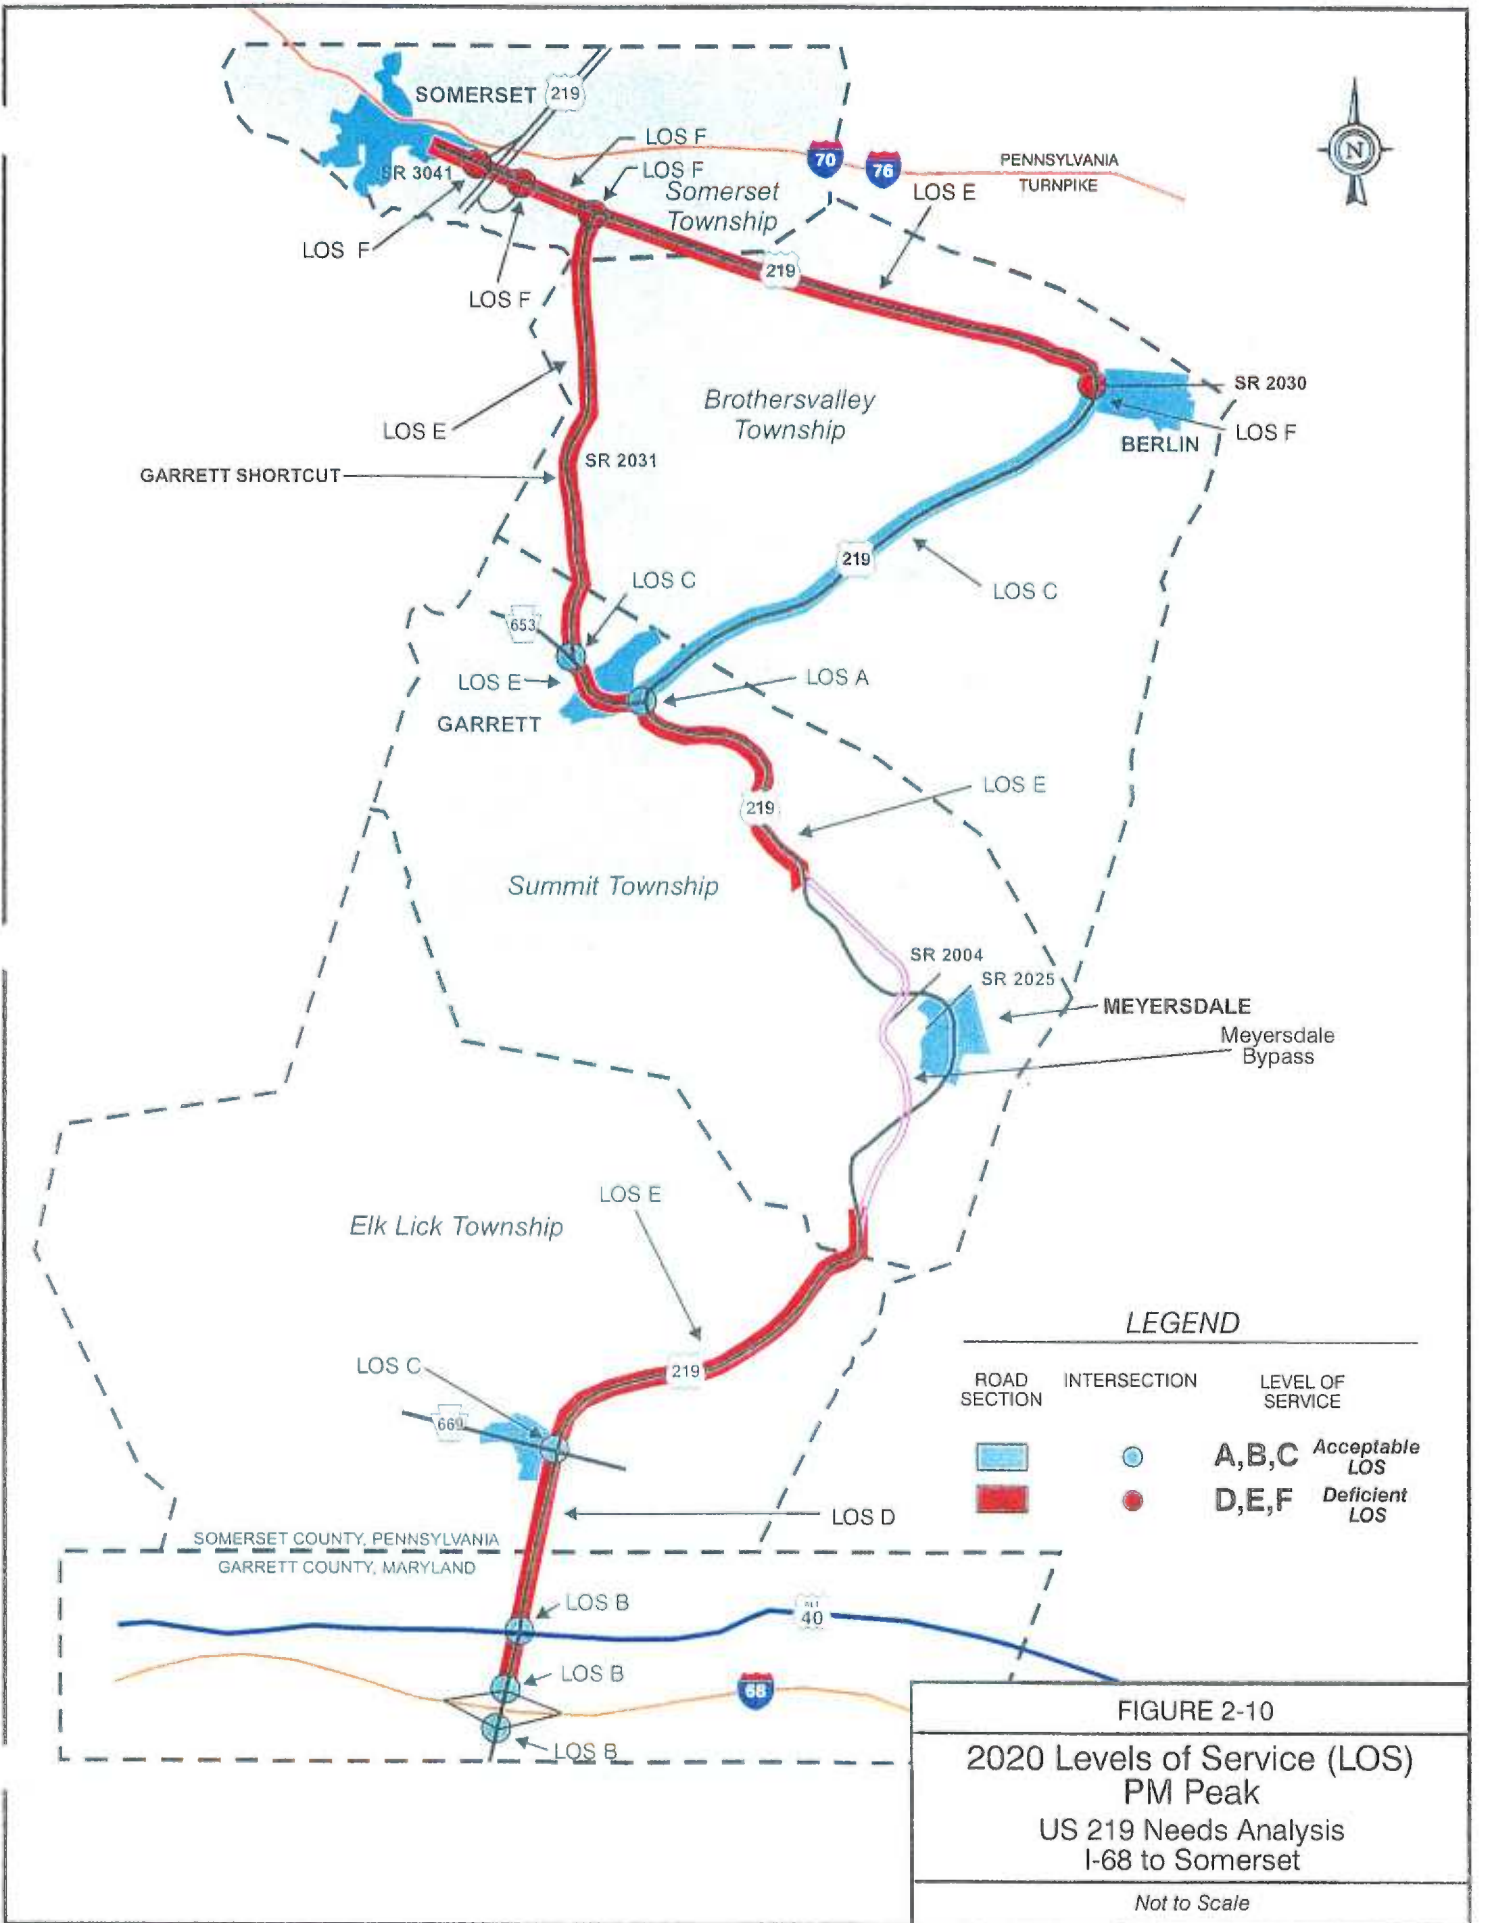 SOMERSET
219
LOS F
LOS F
SR 3041
Somerset
Township
70
76
PENNSYLVANIA
TURNPIKE
LOS E
LOS F
LOS F
219
LOS E
Brothersvalley
Township
SR 2030
LOS F
BERLIN
GARRETT SHORTCUT
SR 2031
219
LOS C
LOS C
653
LOS E
LOS A
GARRETT
LOS E
219
Summit Township
SR 2004
SR 2025
MEYERSDALE
Meyersdale
Bypass
LOS E
Elk Lick Township
LOS C
219
669
LOS D
SOMERSET COUNTY, PENNSYLVANIA
GARRETT COUNTY, MARYLAND
LOS B
ALT
40
LOS B
68
LOS B
N
LEGEND
ROAD
SECTION
INTERSECTION
LEVEL OF
SERVICE
A,B,C Acceptable
LOS
D,E,F Deficient
LOS
FIGURE 2-10
2020 Levels of Service (LOS)
PM Peak
US 219 Needs Analysis
I-68 to Somerset
Not to Scale